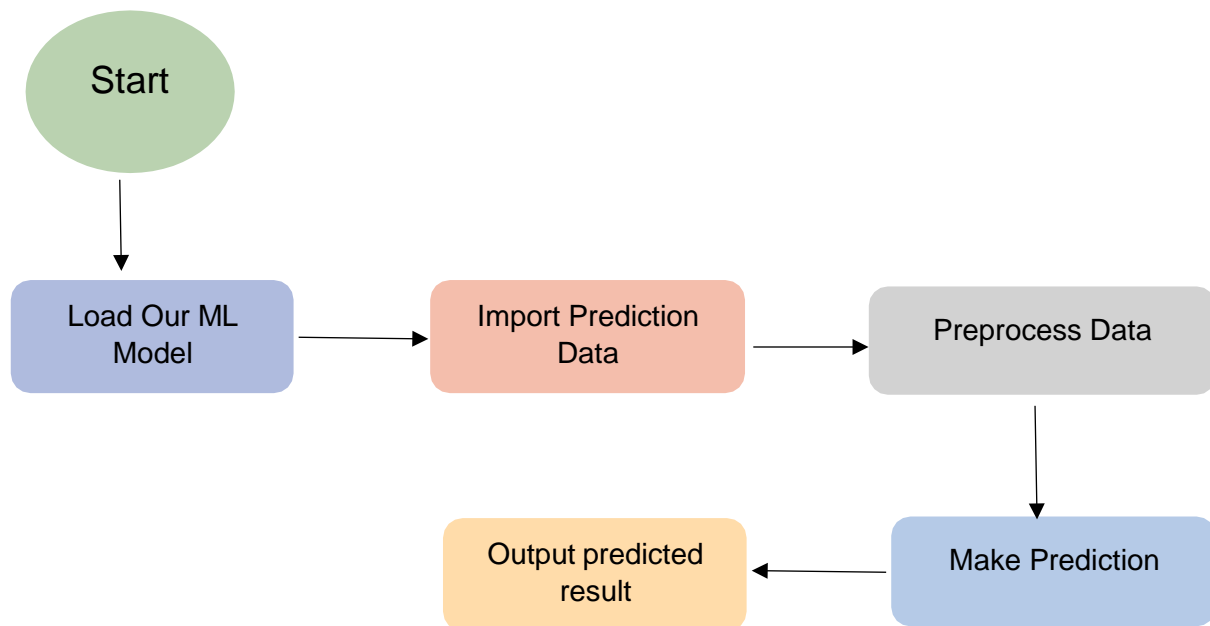 Start
Load Our ML
Model
Import Prediction
Data
Preprocess Data
Make Prediction
Output predicted
result